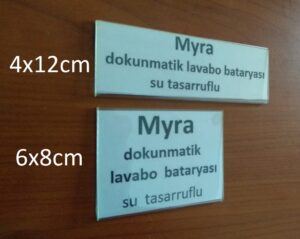 4x12cm
Myra
dokunmatik lavabo bataryası
su tasarruflu
6x8cm
Myra
dokunmatik
lavabo bataryası
su tasarruflu